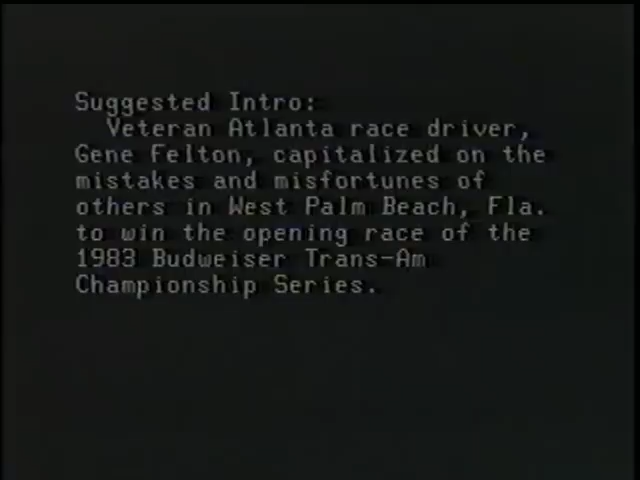 Suggested Intro:
Veteran Atlanta race driver,
Gene Felton, capitalized on the
mistakes and misfortunes of
others in West Palm Beach, Fla.
to win the opening race of the
1983 Budweiser Trans-Am
Championship Series.